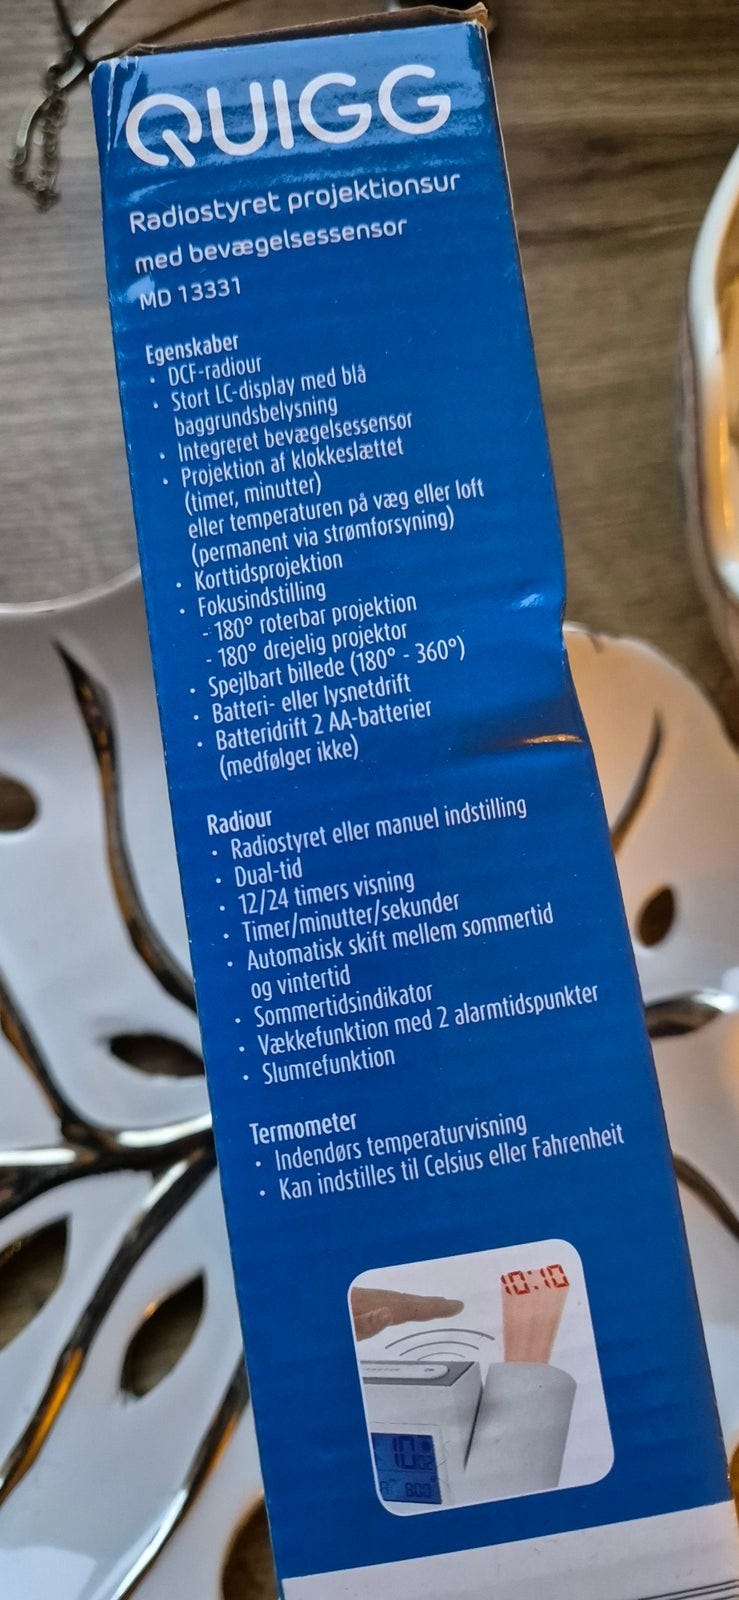 QUIGG
Radiostyret projektionsur
med bevægelsessensor
MD 13331
Egenskaber
• DCF-radiour
• Stort LC-display med blå
baggrundsbelysning
• Integreret bevægelsessensor
• Projektion af klokkeslættet
(timer, minutter)
eller temperaturen på væg eller loft
(permanent via strømforsyning)
• Korttidsprojektion
• Fokusindstilling
- 180° roterbar projektion
- 180° drejelig projektor
• Spejlbart billede (180° - 360°)
• Batteri- eller lysnetdrift
• Batteridrift 2 AA-batterier
(medfølger ikke)
Radiour
• Radiostyret eller manuel indstilling
• Dual-tid
• 12/24 timers visning
• Timer/minutter/sekunder
• Automatisk skift mellem sommertid
og vintertid
• Sommertidsindikator
• Vækkefunktion med 2 alarmtidspunkter
• Slumrefunktion
Termometer
• Indendørs temperaturvisning
• Kan indstilles til Celsius eller Fahrenheit
10:10